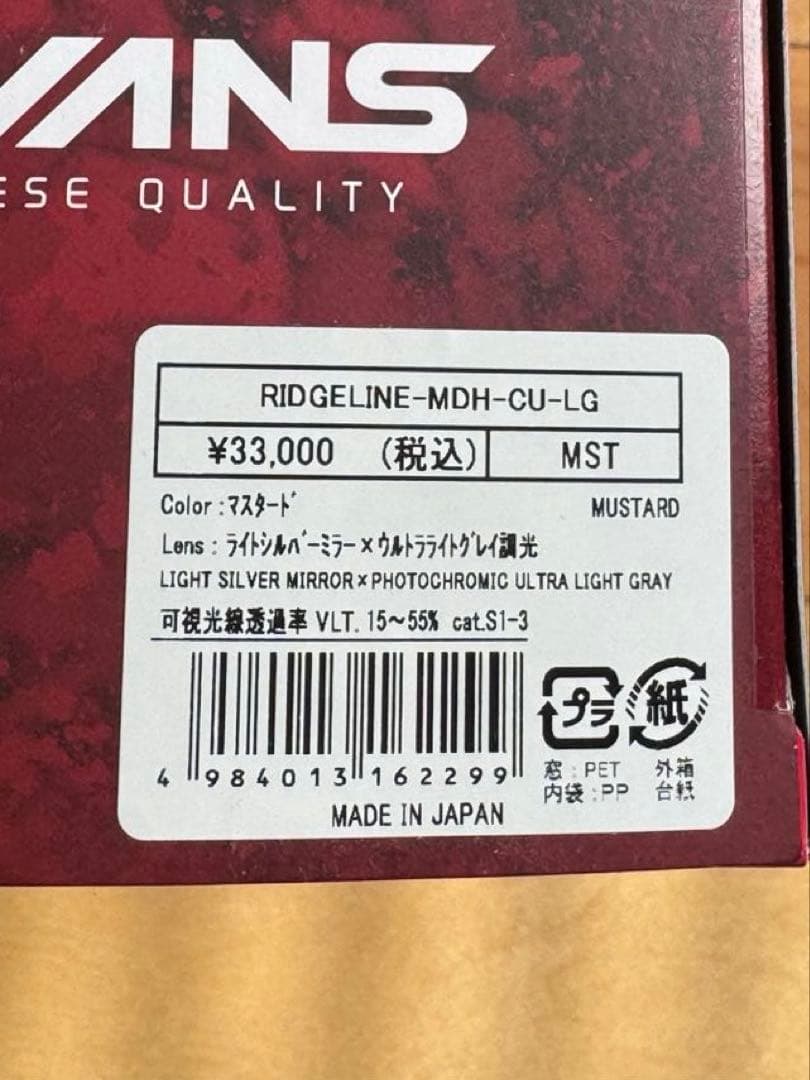 VANS
ESE QUALITY
RIDGELINE-MDH-CU-LG
¥33,000 (税込) MST
Color:マスタード MUSTARD
Lens:ライトシルバーミラー×ウルトラライトグレイ調光
LIGHT SILVER MIRROR×PHOTOCHROMIC ULTRA LIGHT GRAY
可視光線透過率 VLT. 15~55% cat.S1-3
プラ 紙
4 984013 162299
窓:PET 外箱
内袋:PP 台紙
MADE IN JAPAN